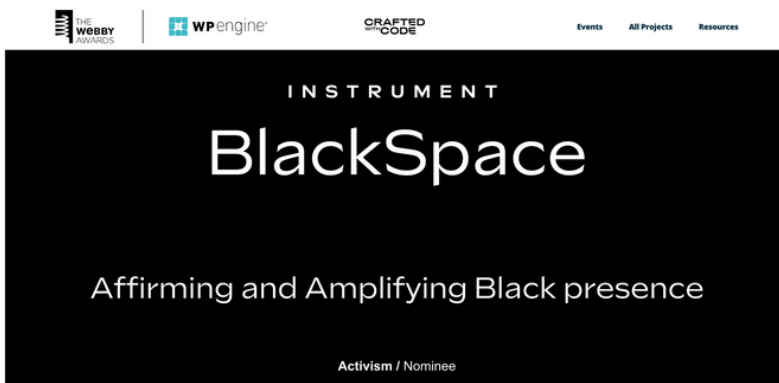 THE
WEBBY
AWARDS
WP engine®
CRAFTED
WITH CODE
Events
All Projects
Resources
INSTRUMENT
BlackSpace
Affirming and Amplifying Black presence
Activism / Nominee